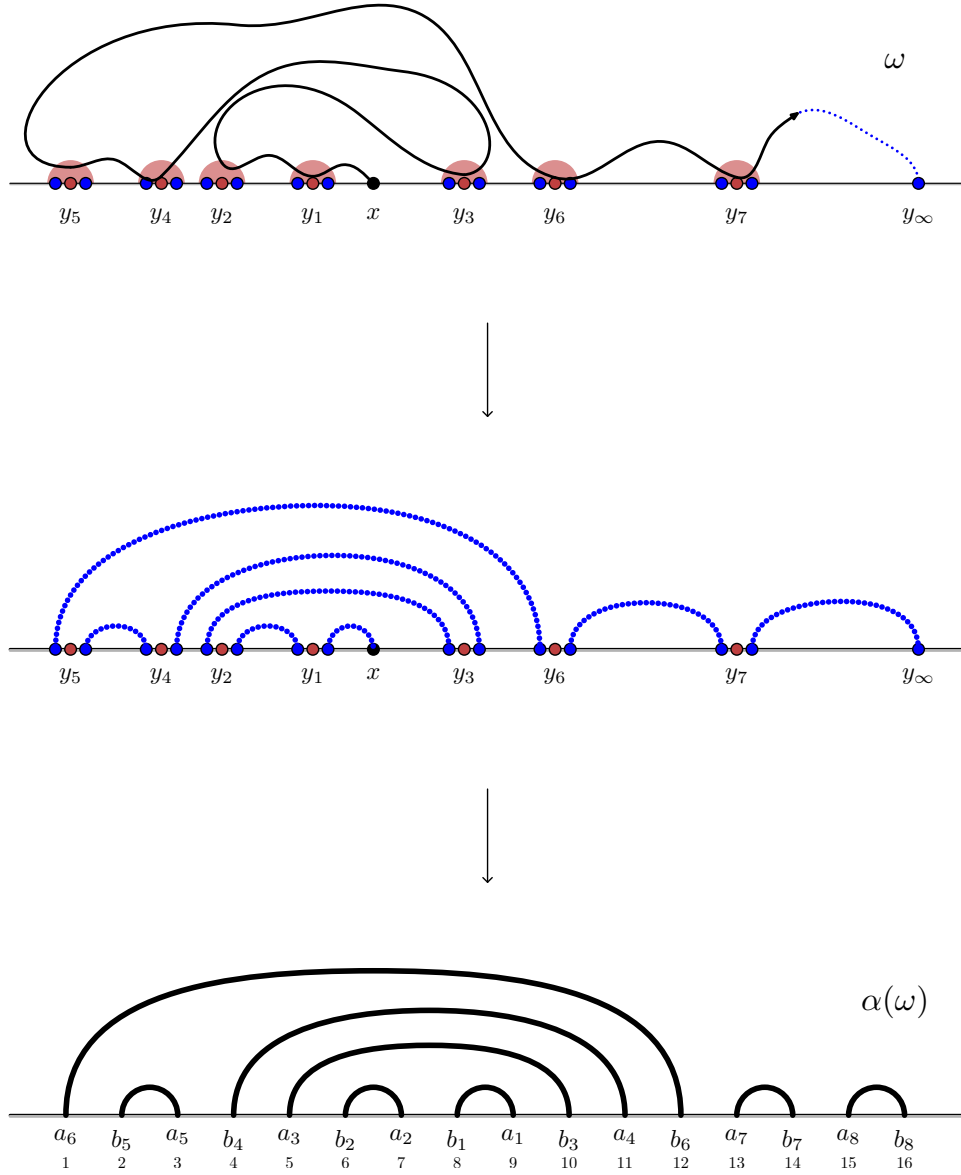 ω
y₅ y₄ y₂ y₁ x y₃ y₆ y₇ y∞
y₅ y₄ y₂ y₁ x y₃ y₆ y₇ y∞
α(ω)
a₆ b₅ a₅ b₄ a₃ b₂ a₂ b₁ a₁ b₃ a₄ b₆ a₇ b₇ a₈ b₈
1 2 3 4 5 6 7 8 9 10 11 12 13 14 15 16